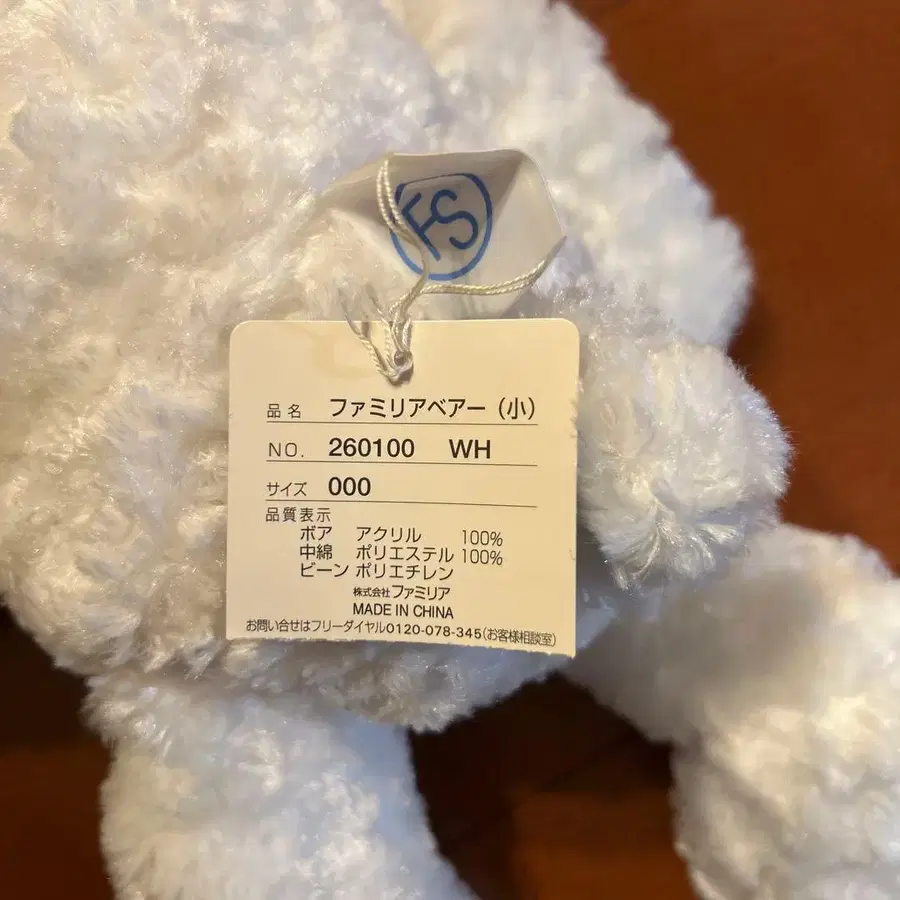 FS
品名 ファミリアベアー（小）
NO. 260100 WH
サイズ 000
品質表示
ボア アクリル 100%
中綿 ポリエステル 100%
ビーン ポリエチレン
株式会社ファミリア
MADE IN CHINA
お問い合せはフリーダイヤル0120-078-345(お客様相談室)